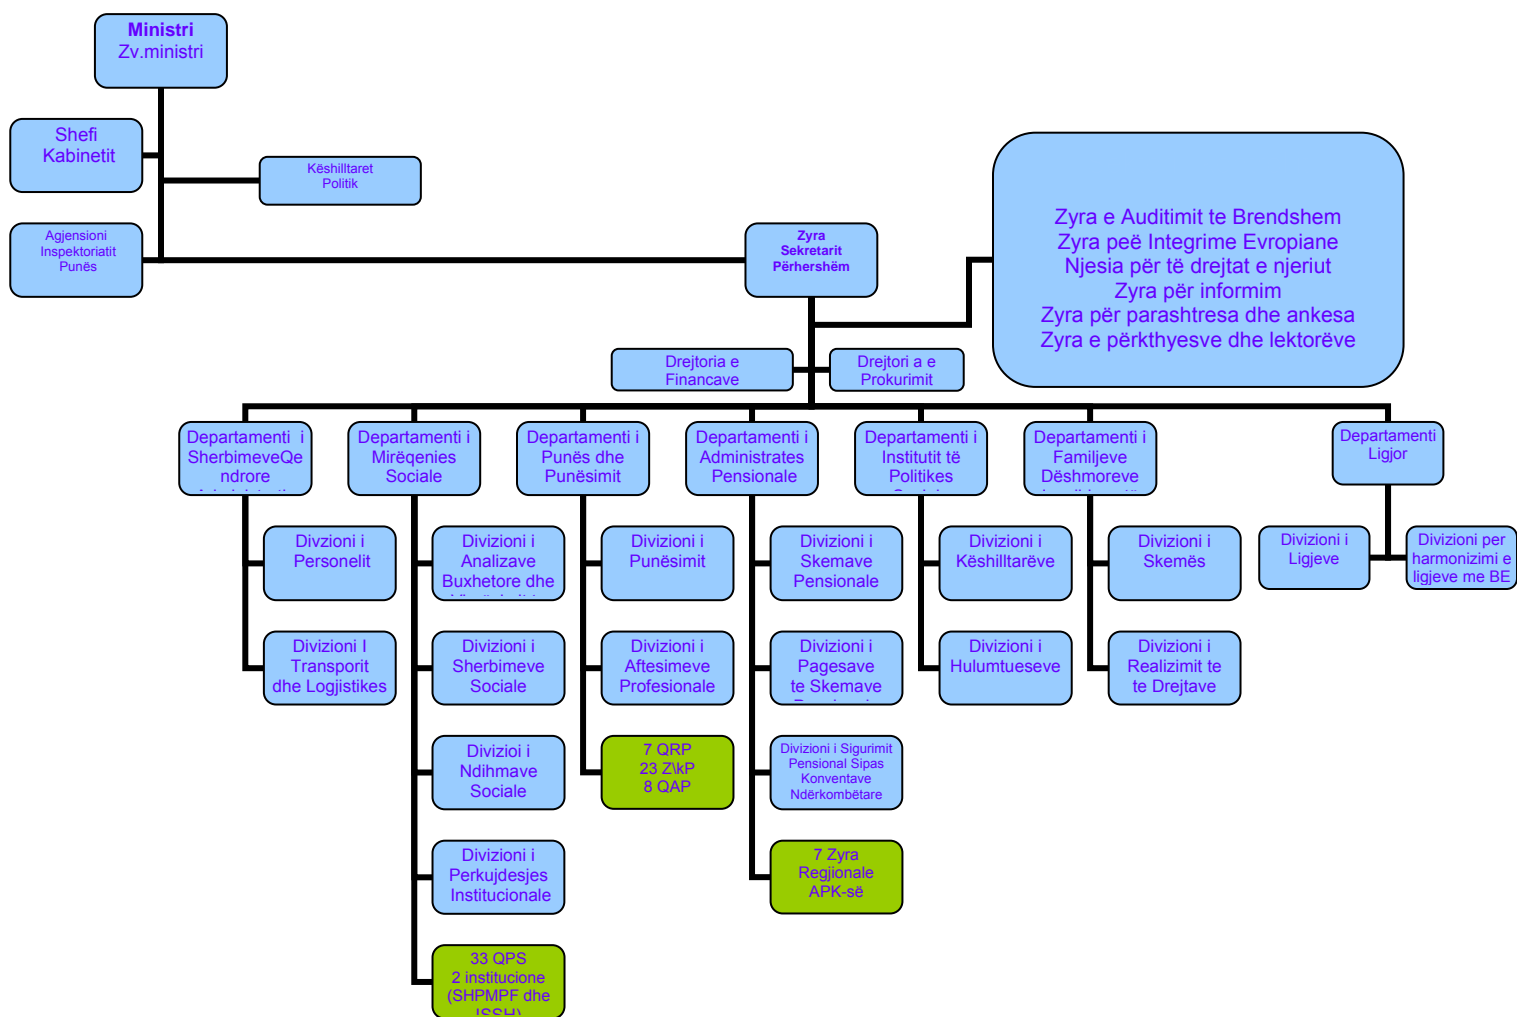 Ministri
Zv.ministri
Shefi
Kabinetit
Këshilltaret
Politik
Agjensioni
Inspektoriatit
Punës
Zyra
Sekretarit
Përhershëm
Zyra e Auditimit te Brendshem
Zyra peë Integrime Evropiane
Njesia për të drejtat e njeriut
Zyra për informim
Zyra për parashtresa dhe ankesa
Zyra e përkthyesve dhe lektorëve
Drejtoria e
Financave
Drejtori a e
Prokurimit
Departamenti i
SherbimeveQe
ndrore
Departamenti i
Mirëqenies
Sociale
Departamenti i
Punës dhe
Punësimit
Departamenti i
Administrates
Pensionale
Departamenti i
Institutit të
Politikes
Departamenti i
Familjeve
Dëshmoreve
Departamenti
Ligjor
Divzioni i
Personelit
Divizioni i
Analizave
Buxhetore dhe
Divizioni i
Punësimit
Divizioni i
Skemave
Pensionale
Divizioni i
Këshilltarëve
Divizioni i
Skemës
Divizioni i
Ligjeve
Divizioni per
harmonizimi e
ligjeve me BE
Divizioni I
Transporit
dhe Logjistikes
Divizioni i
Sherbimeve
Sociale
Divizioni i
Aftesimeve
Profesionale
Divizioni i
Pagesave
te Skemave
Divizioni i
Hulumtueseve
Divizioni i
Realizimit te
te Drejtave
Divizioi i
Ndihmave
Sociale
7 QRP
23 Z\kP
8 QAP
Divizioni i Sigurimit
Pensional Sipas
Konventave
Ndërkombëtare
Divizioni i
Perkujdesjes
Institucionale
7 Zyra
Regjionale
APK-së
33 QPS
2 institucione
(SHPMPF dhe
ISSH)